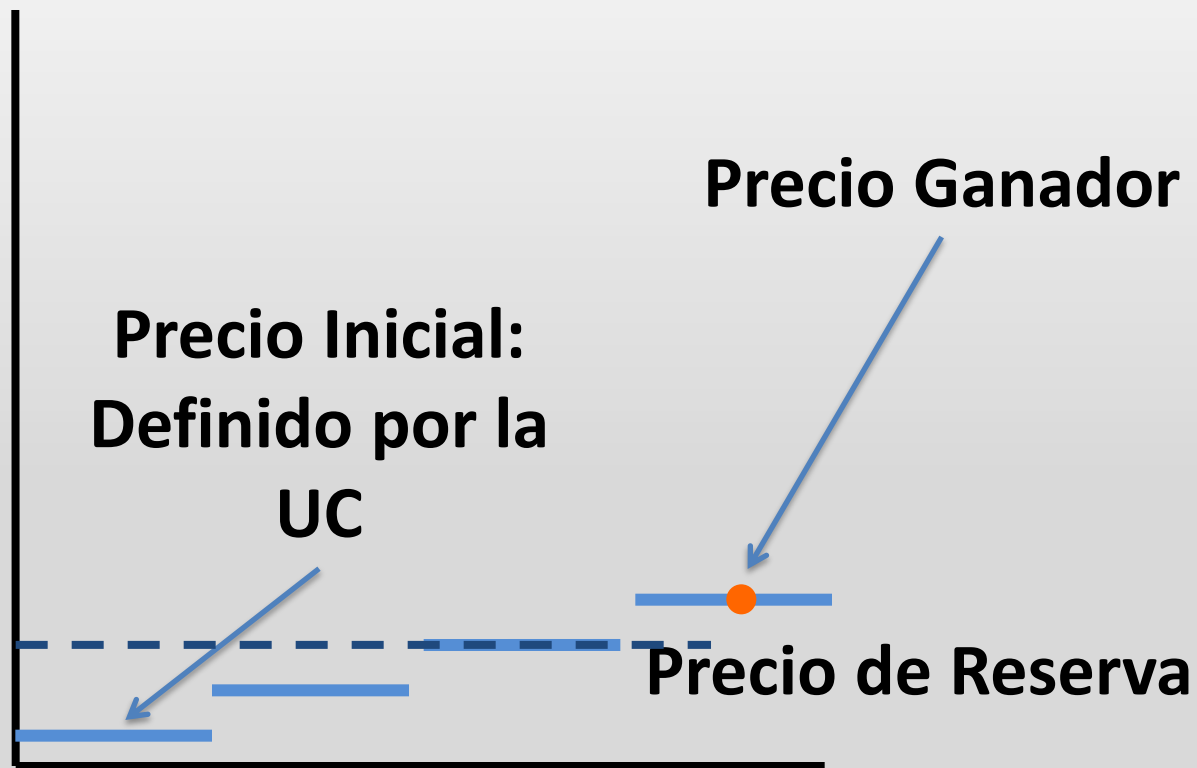 Precio Ganador
Precio Inicial:
Definido por la
UC
Precio de Reserva